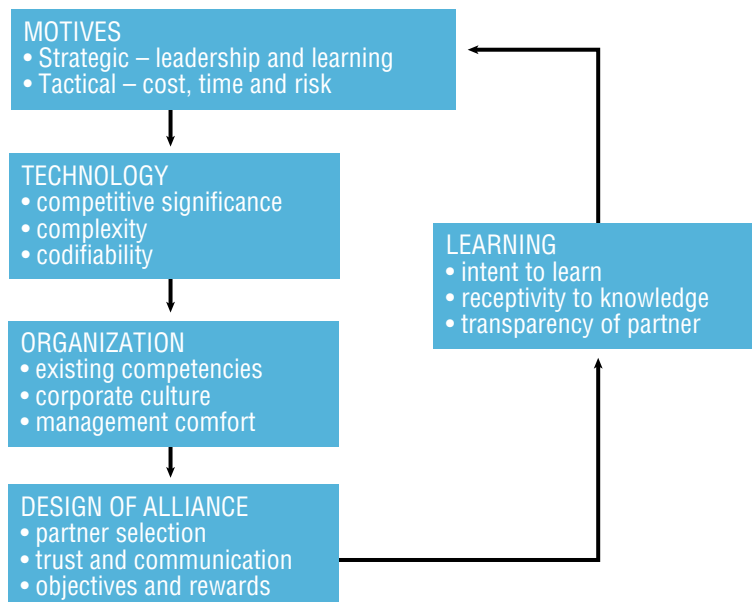 MOTIVES
• Strategic – leadership and learning
• Tactical – cost, time and risk
TECHNOLOGY
• competitive significance
• complexity
• codifiability
ORGANIZATION
• existing competencies
• corporate culture
• management comfort
DESIGN OF ALLIANCE
• partner selection
• trust and communication
• objectives and rewards
LEARNING
• intent to learn
• receptivity to knowledge
• transparency of partner